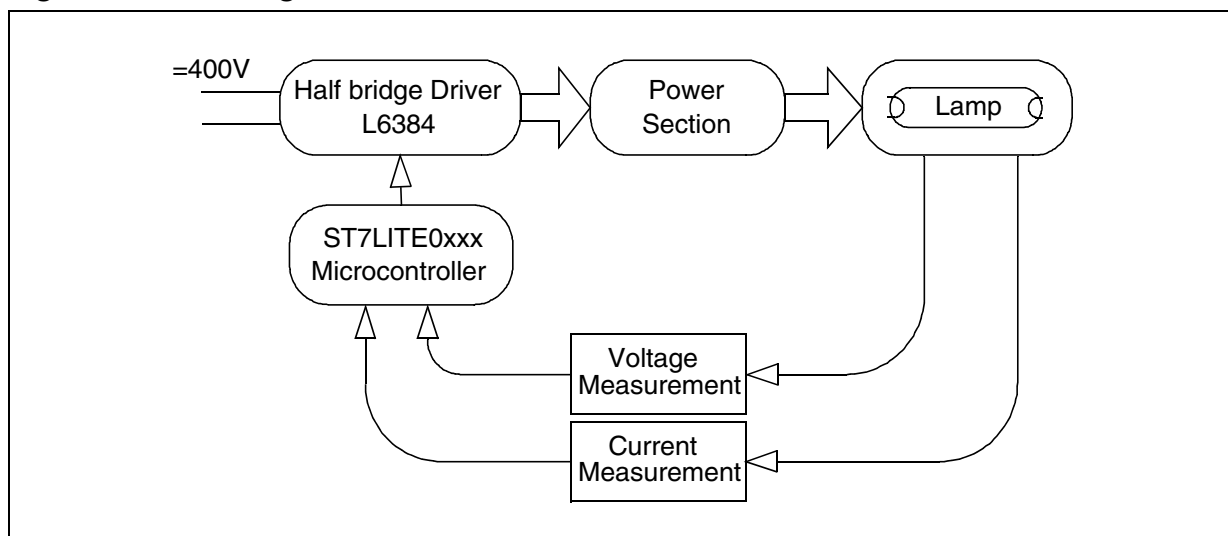 =400V
Half bridge Driver
L6384
Power
Section
Lamp
ST7LITE0xxx
Microcontroller
Voltage
Measurement
Current
Measurement